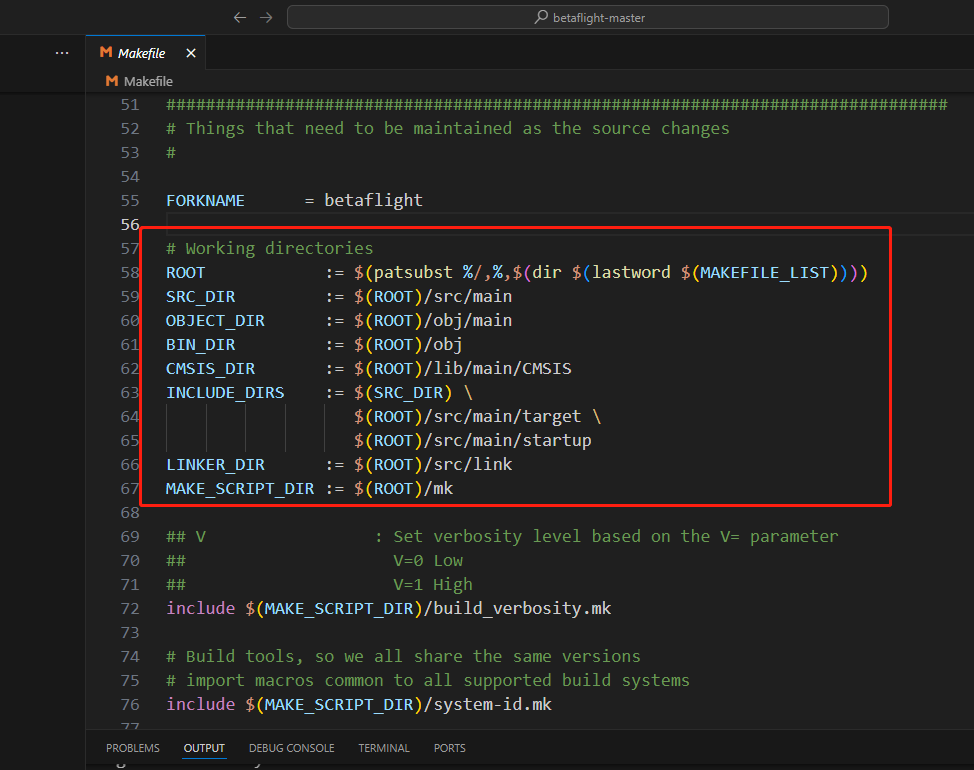 betaflight-master
... M Makefile
M Makefile
51 ###############################################################################
52 # Things that need to be maintained as the source changes
53 #
54
55 FORKNAME      = betaflight
56
57 # Working directories
58 ROOT            := $(patsubst %/,%,$(dir $(lastword $(MAKEFILE_LIST))))
59 SRC_DIR         := $(ROOT)/src/main
60 OBJECT_DIR      := $(ROOT)/obj/main
61 BIN_DIR         := $(ROOT)/obj
62 CMSIS_DIR       := $(ROOT)/lib/main/CMSIS
63 INCLUDE_DIRS    := $(SRC_DIR) \
64                    $(ROOT)/src/main/target \
65                    $(ROOT)/src/main/startup
66 LINKER_DIR      := $(ROOT)/src/link
67 MAKE_SCRIPT_DIR := $(ROOT)/mk
68
69 ## V                 : Set verbosity level based on the V= parameter
70 ##                     V=0 Low
71 ##                     V=1 High
72 include $(MAKE_SCRIPT_DIR)/build_verbosity.mk
73
74 # Build tools, so we all share the same versions
75 # import macros common to all supported build systems
76 include $(MAKE_SCRIPT_DIR)/system-id.mk
77
PROBLEMS OUTPUT DEBUG CONSOLE TERMINAL PORTS